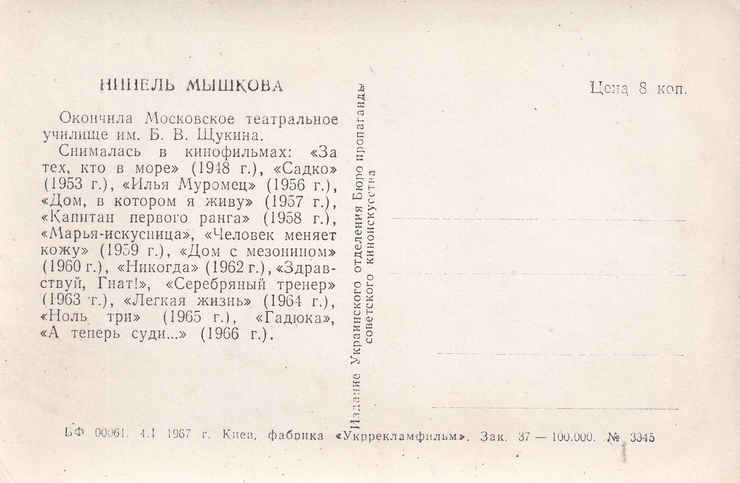 НИНЕЛЬ МЫШКОВА
Окончила Московское театральное
училище им. Б. В. Щукина.
Снималась в кинофильмах: «За
тех, кто в море» (1948 г.), «Садко»
(1953 г.), «Илья Муромец» (1956 г.),
«Дом, в котором я живу» (1957 г.),
«Капитан первого ранга» (1958 г.),
«Марья-искусница», «Человек меняет
кожу» (1959 г.), «Дом с мезонином»
(1960 г.), «Никогда» (1962 г.), «Здрав-
ствуй, Гнат!», «Серебряный тренер»
(1963 г.), «Легкая жизнь» (1964 г.),
«Ноль три» (1965 г.), «Гадюка»,
«А теперь суди...» (1966 г.).
Издание Украинского отделения Бюро пропаганды
советского киноискусства
Цена 8 коп.
БФ 00061. 4.I 1967 г. Киев, фабрика «Укррекламфильм». Зак. 37 — 100.000. № 3345